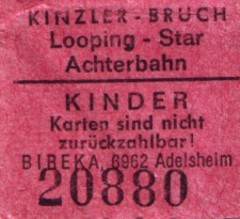 KINZLER-BRUCH
Looping - Star
Achterbahn
KINDER
Karten sind nicht
zurückzahlbar!
BIBEKA, 6962 Adelsheim
20880